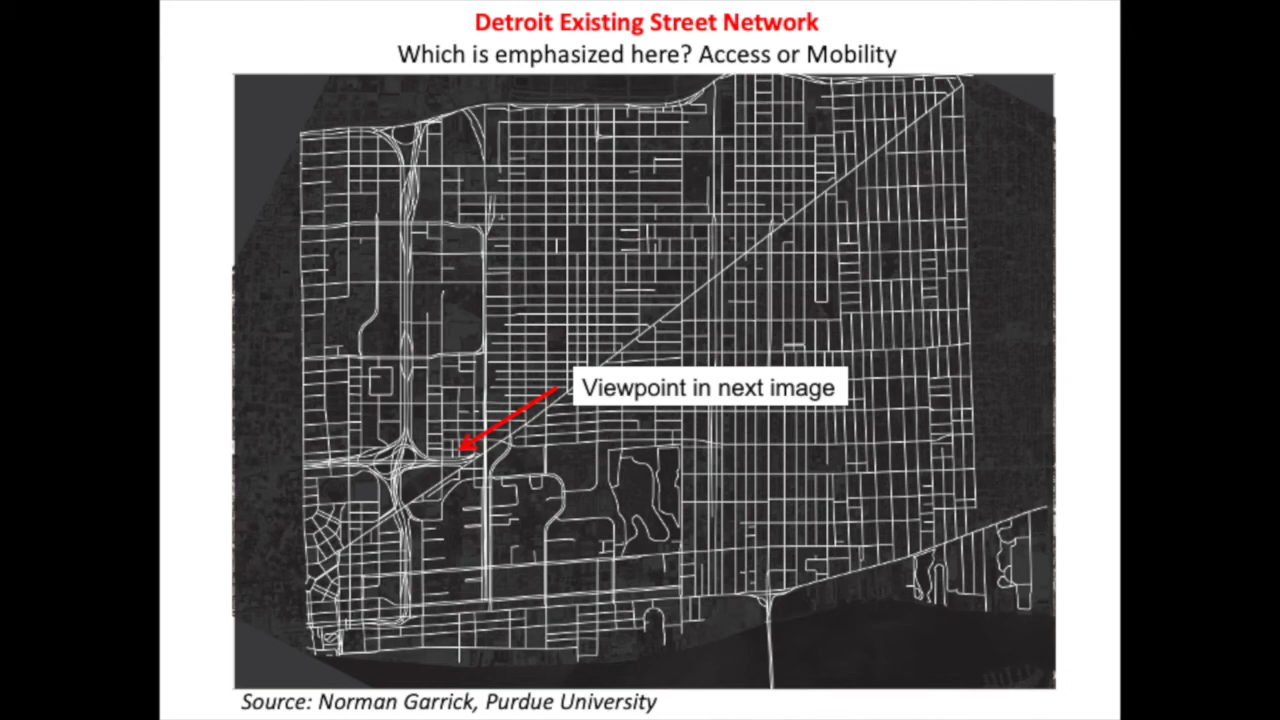 Detroit Existing Street Network
Which is emphasized here? Access or Mobility
Viewpoint in next image
Source: Norman Garrick, Purdue University